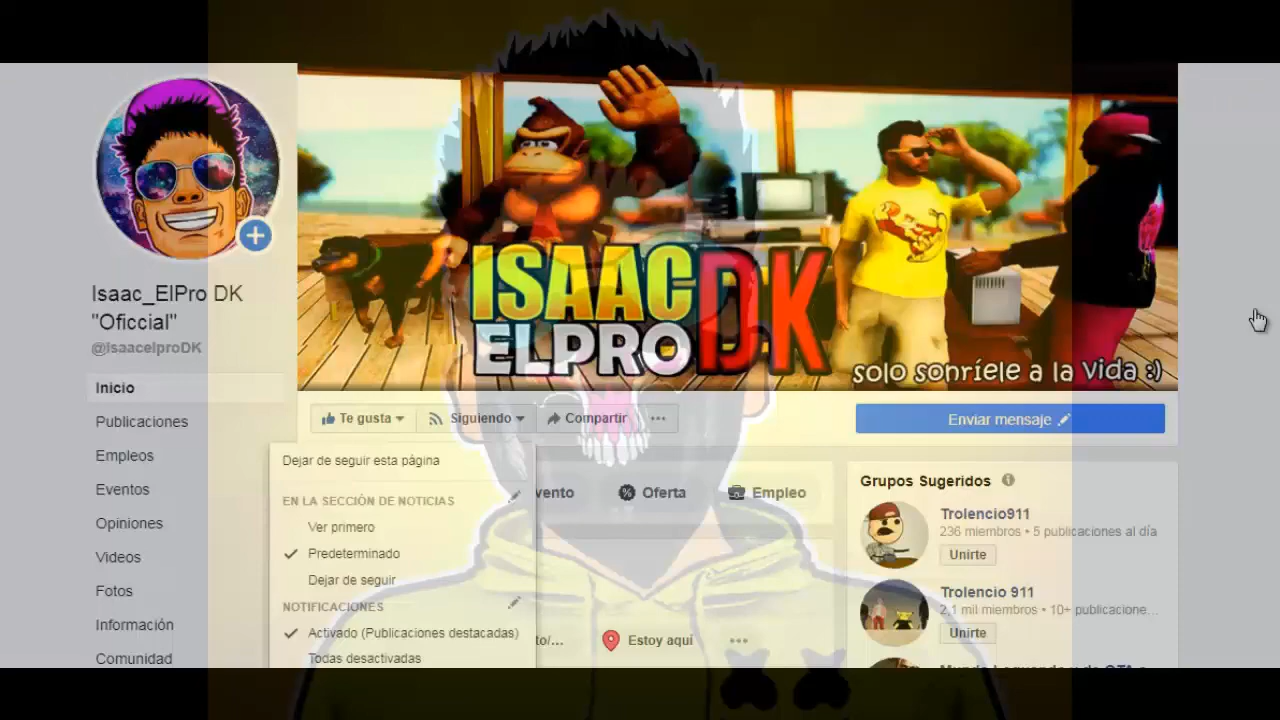 Isaac_ElPro DK
"Oficcial"
@IsaacelproDK
Inicio
Publicaciones
Empleos
Eventos
Opiniones
Videos
Fotos
Información
Comunidad
ISAAC DK
ELPRO
solo sonríele a la vida :)
Te gusta
Siguiendo
Compartir
Enviar mensaje
Dejar de seguir esta página
EN LA SECCIÓN DE NOTICIAS
Ver primero
Predeterminado
Dejar de seguir
NOTIFICACIONES
Activado (Publicaciones destacadas)
Todas desactivadas
vento
Oferta
Empleo
to/...
Estoy aquí
Grupos Sugeridos
Trolencio911
236 miembros • 5 publicaciones al día
Unirte
Trolencio 911
2,1 mil miembros • 10+ publicacione...
Unirte